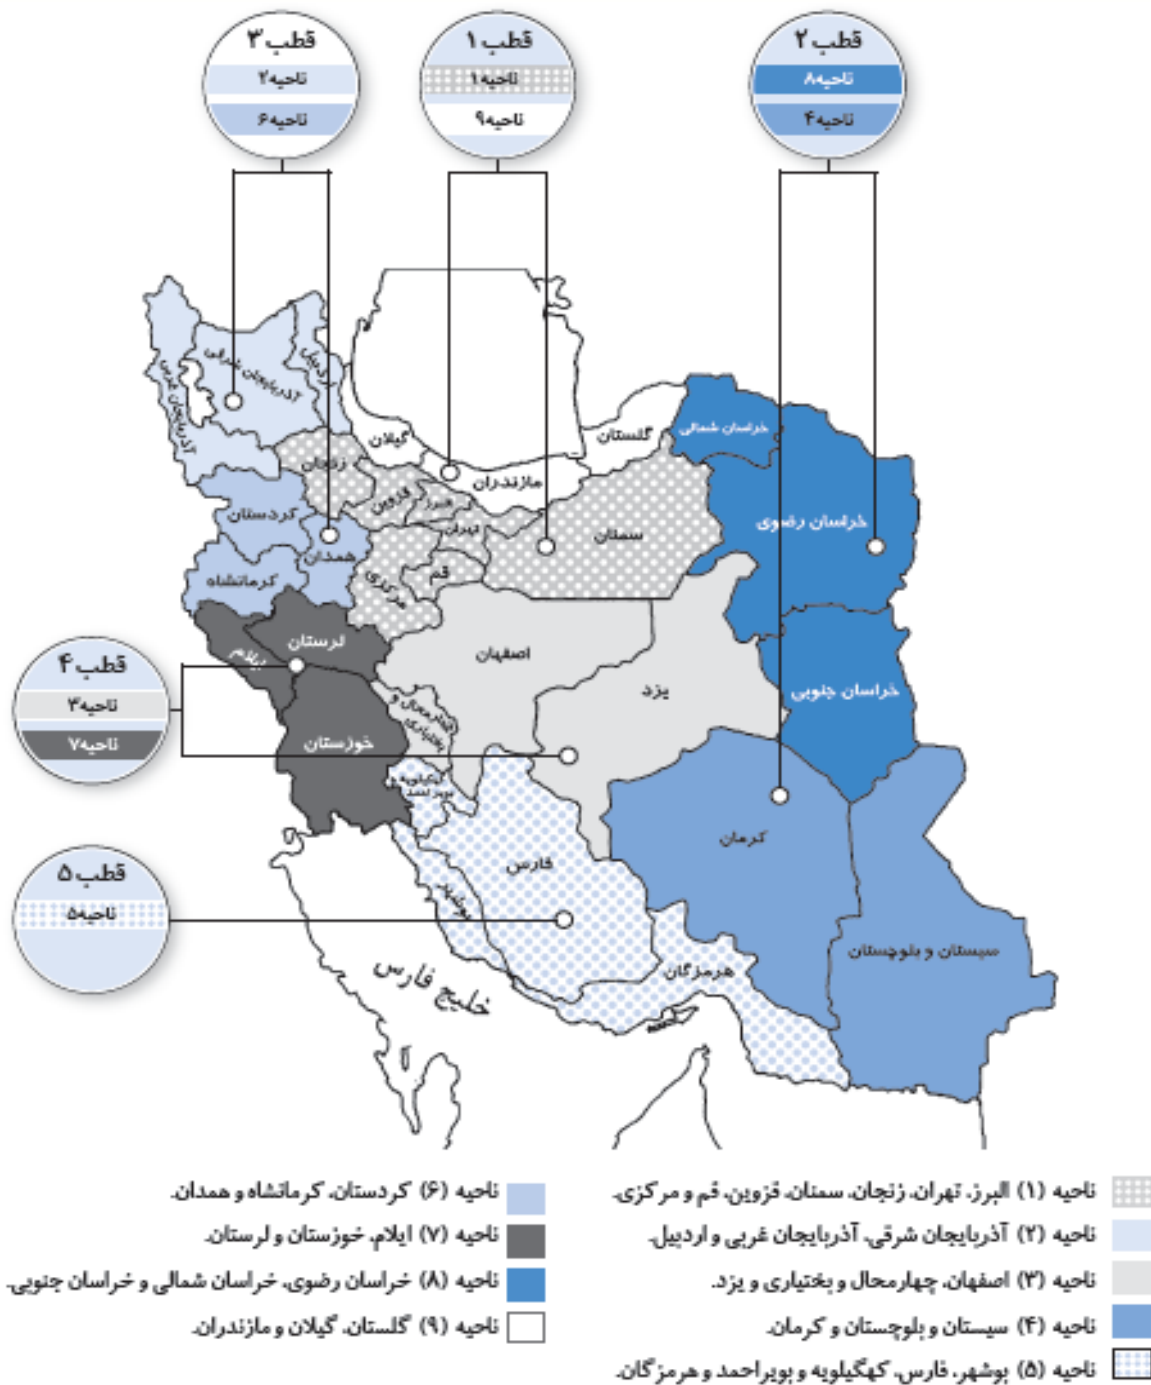 قطب ۳
ناحیه۲
ناحیه۶
قطب ۱
ناحیه۱
ناحیه۹
قطب ۲
ناحیه۸
ناحیه۴
آذربایجان غربی
آذربایجان شرقی
اردبیل
گیلان
مازندران
گلستان
خراسان شمالی
خراسان رضوی
خراسان جنوبی
زنجان
قزوین
البرز
تهران
سمنان
قم
مرکزی
کردستان
همدان
کرمانشاه
لرستان
ایلام
خوزستان
اصفهان
یزد
چهارمحال و بختیاری
کهگیلویه و بویراحمد
کرمان
فارس
بوشهر
هرمزگان
سیستان و بلوچستان
خلیج فارس
قطب ۴
ناحیه۳
ناحیه۷
قطب ۵
ناحیه۵
ناحیه (۱) البرز، تهران، زنجان، سمنان، قزوین، قم و مرکزی.
ناحیه (۲) آذربایجان شرقی، آذربایجان غربی و اردبیل.
ناحیه (۳) اصفهان، چهارمحال و بختیاری و یزد.
ناحیه (۴) سیستان و بلوچستان و کرمان.
ناحیه (۵) بوشهر، فارس، کهگیلویه و بویراحمد و هرمزگان.
ناحیه (۶) کردستان، کرمانشاه و همدان.
ناحیه (۷) ایلام، خوزستان و لرستان.
ناحیه (۸) خراسان رضوی، خراسان شمالی و خراسان جنوبی.
ناحیه (۹) گلستان، گیلان و مازندران.